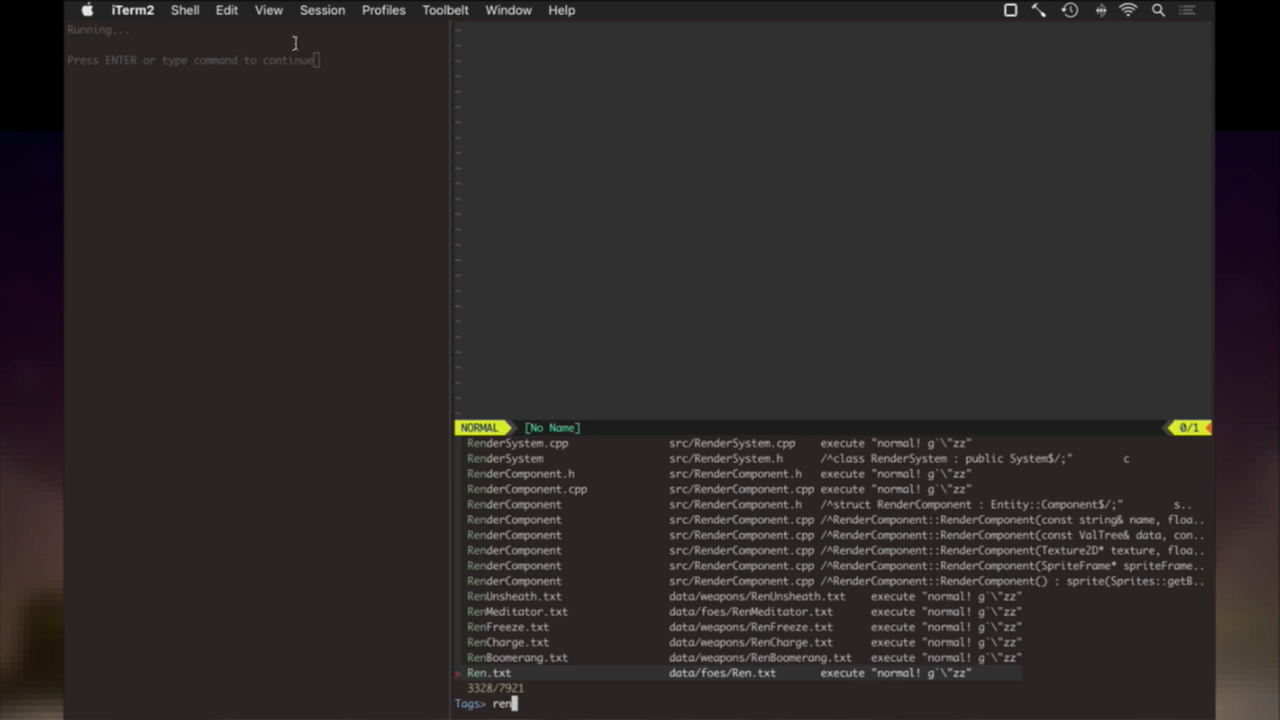 iTerm2 Shell Edit View Session Profiles Toolbelt Window Help
Running...
Press ENTER or type command to continue
NORMAL [No Name] 0/1
RenderSystem.cpp src/RenderSystem.cpp execute "normal! g`\"zz"
RenderSystem src/RenderSystem.h /^class RenderSystem : public System$/;" c
RenderComponent.h src/RenderComponent.h execute "normal! g`\"zz"
RenderComponent.cpp src/RenderComponent.cpp execute "normal! g`\"zz"
RenderComponent src/RenderComponent.h /^struct RenderComponent : Entity::Component$/;" s..
RenderComponent src/RenderComponent.cpp /^RenderComponent::RenderComponent(const string& name, floa..
RenderComponent src/RenderComponent.cpp /^RenderComponent::RenderComponent(const ValTree& data, con..
RenderComponent src/RenderComponent.cpp /^RenderComponent::RenderComponent(Texture2D* texture, floa..
RenderComponent src/RenderComponent.cpp /^RenderComponent::RenderComponent(SpriteFrame* spriteFrame..
RenderComponent src/RenderComponent.cpp /^RenderComponent::RenderComponent() : sprite(Sprites::getB..
RenUnsheath.txt data/weapons/RenUnsheath.txt execute "normal! g`\"zz"
RenMeditator.txt data/foes/RenMeditator.txt execute "normal! g`\"zz"
RenFreeze.txt data/weapons/RenFreeze.txt execute "normal! g`\"zz"
RenCharge.txt data/weapons/RenCharge.txt execute "normal! g`\"zz"
RenBoomerang.txt data/weapons/RenBoomerang.txt execute "normal! g`\"zz"
> Ren.txt data/foes/Ren.txt execute "normal! g`\"zz"
3328/7921
Tags> ren